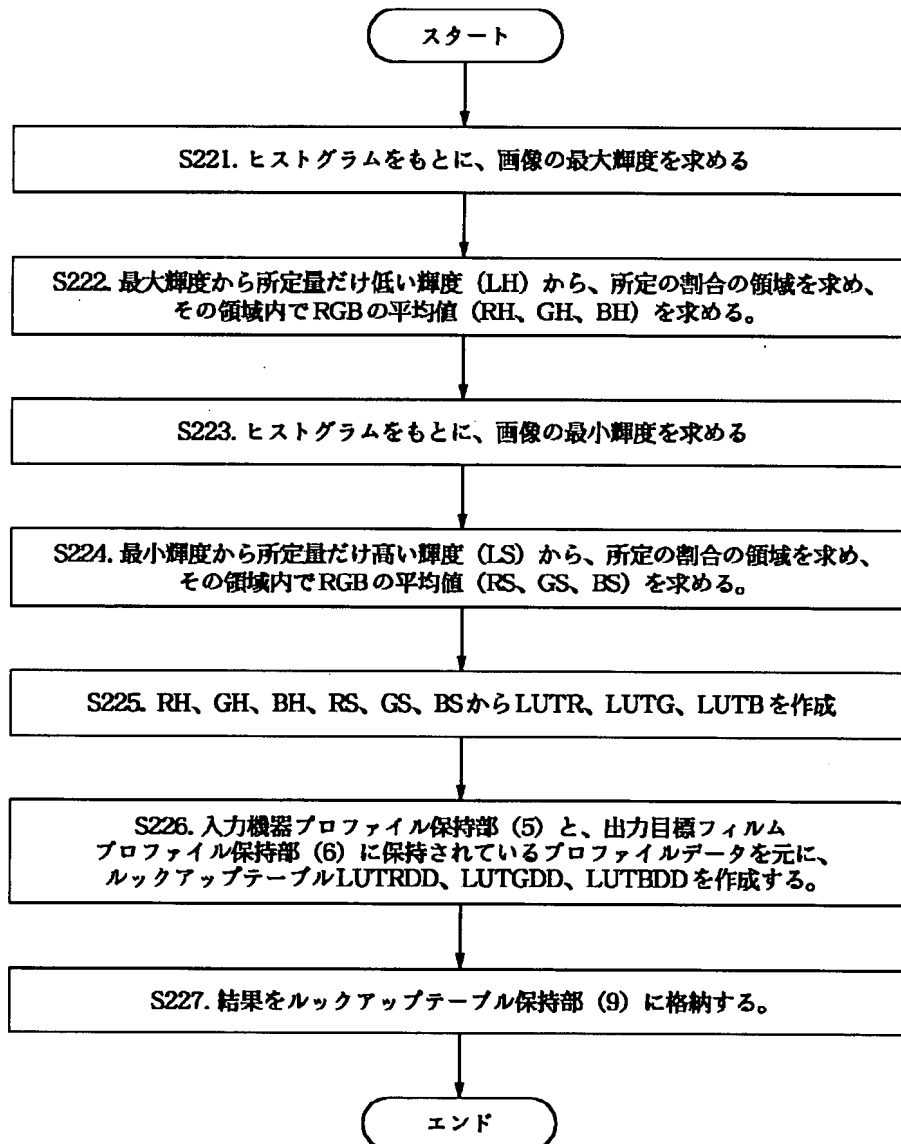 スタート
S221. ヒストグラムをもとに、画像の最大輝度を求める
S222. 最大輝度から所定量だけ低い輝度（LH）から、所定の割合の領域を求め、
その領域内でRGBの平均値（RH、GH、BH）を求める。
S223. ヒストグラムをもとに、画像の最小輝度を求める
S224. 最小輝度から所定量だけ高い輝度（LS）から、所定の割合の領域を求め、
その領域内でRGBの平均値（RS、GS、BS）を求める。
S225. RH、GH、BH、RS、GS、BSからLUTR、LUTG、LUTBを作成
S226. 入力機器プロファイル保持部（5）と、出力目標フィルム
プロファイル保持部（6）に保持されているプロファイルデータを元に、
ルックアップテーブルLUTRDD、LUTGDD、LUTBDDを作成する。
S227. 結果をルックアップテーブル保持部（9）に格納する。
エンド